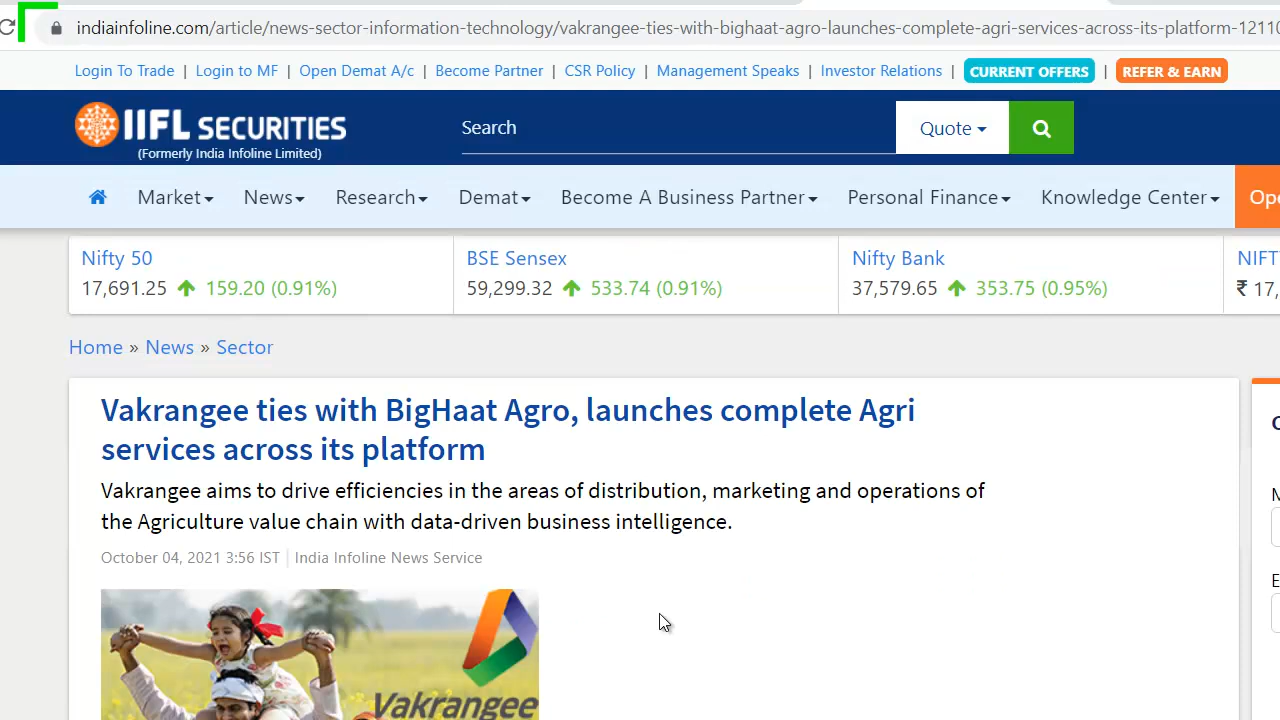 indiainfoline.com/article/news-sector-information-technology/vakrangee-ties-with-bighaat-agro-launches-complete-agri-services-across-its-platform-12110
Login To Trade | Login to MF | Open Demat A/c | Become Partner | CSR Policy | Management Speaks | Investor Relations | CURRENT OFFERS | REFER & EARN
IIFL SECURITIES
(Formerly India Infoline Limited)
Search
Quote
Market News Research Demat Become A Business Partner Personal Finance Knowledge Center Ope
Nifty 50 BSE Sensex Nifty Bank NIFT
17,691.25 159.20 (0.91%) 59,299.32 533.74 (0.91%) 37,579.65 353.75 (0.95%) ₹ 17,
Home » News » Sector
Vakrangee ties with BigHaat Agro, launches complete Agri
services across its platform
Vakrangee aims to drive efficiencies in the areas of distribution, marketing and operations of
the Agriculture value chain with data-driven business intelligence.
October 04, 2021 3:56 IST | India Infoline News Service
Vakrangee